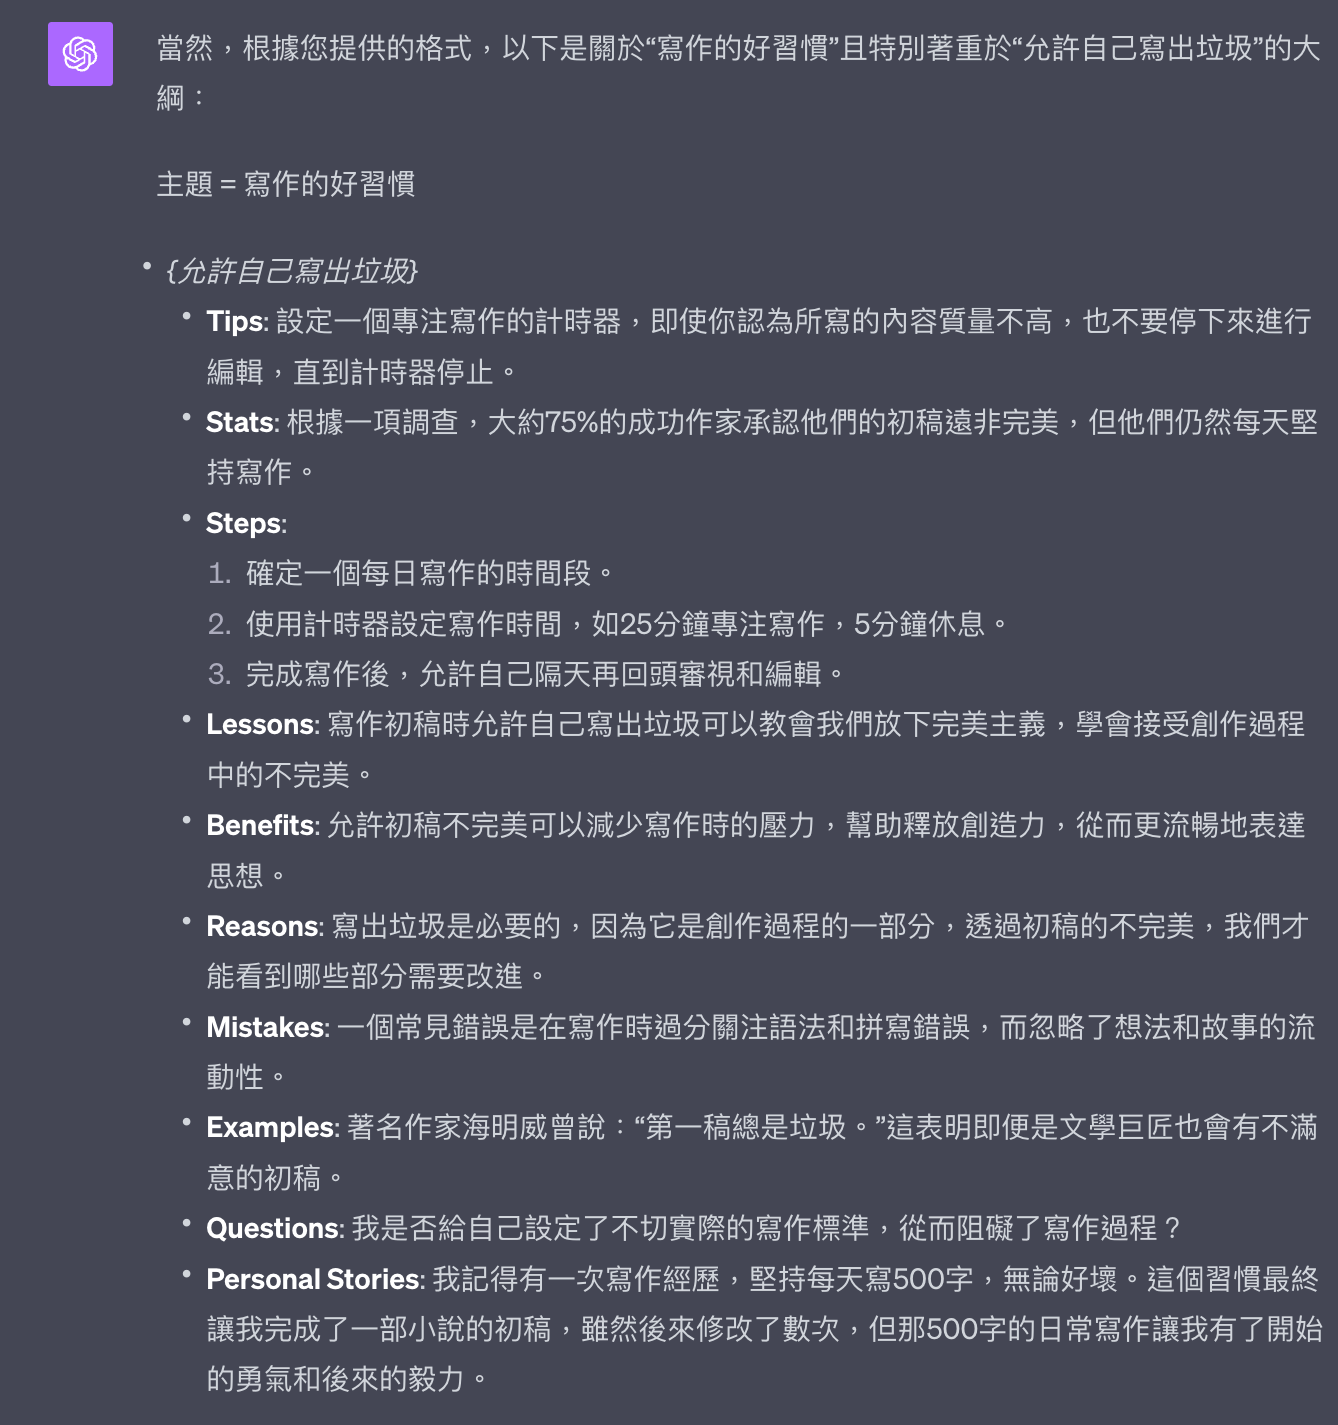 當然，根據您提供的格式，以下是關於“寫作的好習慣”且特別著重於“允許自己寫出垃圾”的大
綱：
主題 = 寫作的好習慣
• {允許自己寫出垃圾}
• Tips: 設定一個專注寫作的計時器，即使你認為所寫的內容質量不高，也不要停下來進行
編輯，直到計時器停止。
• Stats: 根據一項調查，大約75%的成功作家承認他們的初稿遠非完美，但他們仍然每天堅
持寫作。
• Steps:
1. 確定一個每日寫作的時間段。
2. 使用計時器設定寫作時間，如25分鐘專注寫作，5分鐘休息。
3. 完成寫作後，允許自己隔天再回頭審視和編輯。
• Lessons: 寫作初稿時允許自己寫出垃圾可以教會我們放下完美主義，學會接受創作過程
中的不完美。
• Benefits: 允許初稿不完美可以減少寫作時的壓力，幫助釋放創造力，從而更流暢地表達
思想。
• Reasons: 寫出垃圾是必要的，因為它是創作過程的一部分，透過初稿的不完美，我們才
能看到哪些部分需要改進。
• Mistakes: 一個常見錯誤是在寫作時過分關注語法和拼寫錯誤，而忽略了想法和故事的流
動性。
• Examples: 著名作家海明威曾說：“第一稿總是垃圾。”這表明即便是文學巨匠也會有不滿
意的初稿。
• Questions: 我是否給自己設定了不切實際的寫作標準，從而阻礙了寫作過程？
• Personal Stories: 我記得有一次寫作經歷，堅持每天寫500字，無論好壞。這個習慣最終
讓我完成了一部小說的初稿，雖然後來修改了數次，但那500字的日常寫作讓我有了開始
的勇氣和後來的毅力。